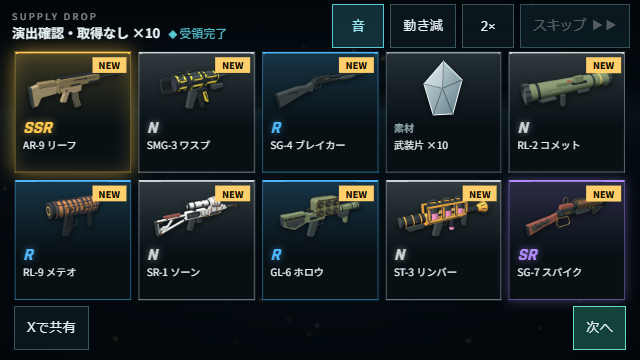 SUPPLY DROP
演出確認・取得なし ×10 ◆受領完了
音
動き減
2×
スキップ ▶▶
NEW
SSR
AR-9 リーフ
NEW
N
SMG-3 ワスプ
NEW
R
SG-4 ブレイカー
素材
武装片 ×10
NEW
N
RL-2 コメット
NEW
R
RL-9 メテオ
NEW
N
SR-1 ソーン
NEW
R
GL-6 ホロウ
NEW
N
ST-3 リンバー
NEW
SR
SG-7 スパイク
Xで共有
次へ